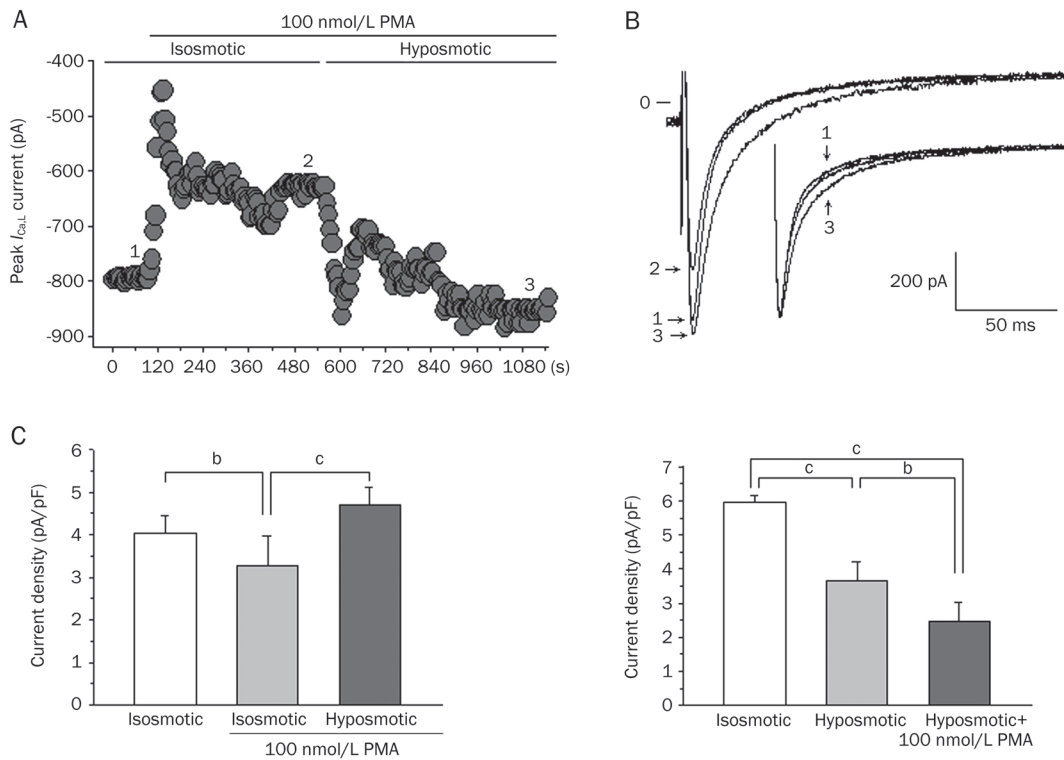 A
100 nmol/L PMA
Isosmotic Hyposmotic
-400
-500
-600
-700
-800
-900
Peak ICa,L current (pA)
1
2
3
0 120 240 360 480 600 720 840 960 1080 (s)
B
0
1
3
2
1
3
200 pA
50 ms
C
6
5
4
3
2
1
0
Current density (pA/pF)
b c
Isosmotic Isosmotic Hyposmotic
100 nmol/L PMA
7
6
5
4
3
2
1
0
Current density (pA/pF)
c
c b
Isosmotic Hyposmotic Hyposmotic+
100 nmol/L PMA